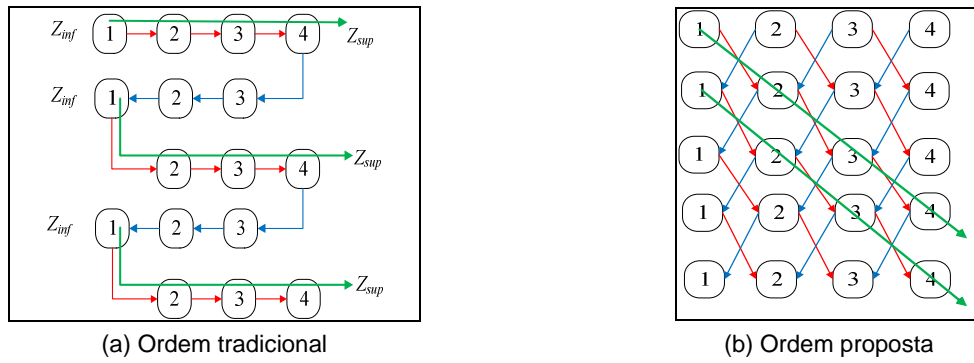 Z_inf 1 2 3 4 Z_sup
Z_inf 1 2 3
2 3 4 Z_sup
Z_inf 1 2 3
2 3 4 Z_sup
(a) Ordem tradicional
1 2 3 4
1 2 3 4
1 2 3 4
1 2 3 4
1 2 3 4
(b) Ordem proposta